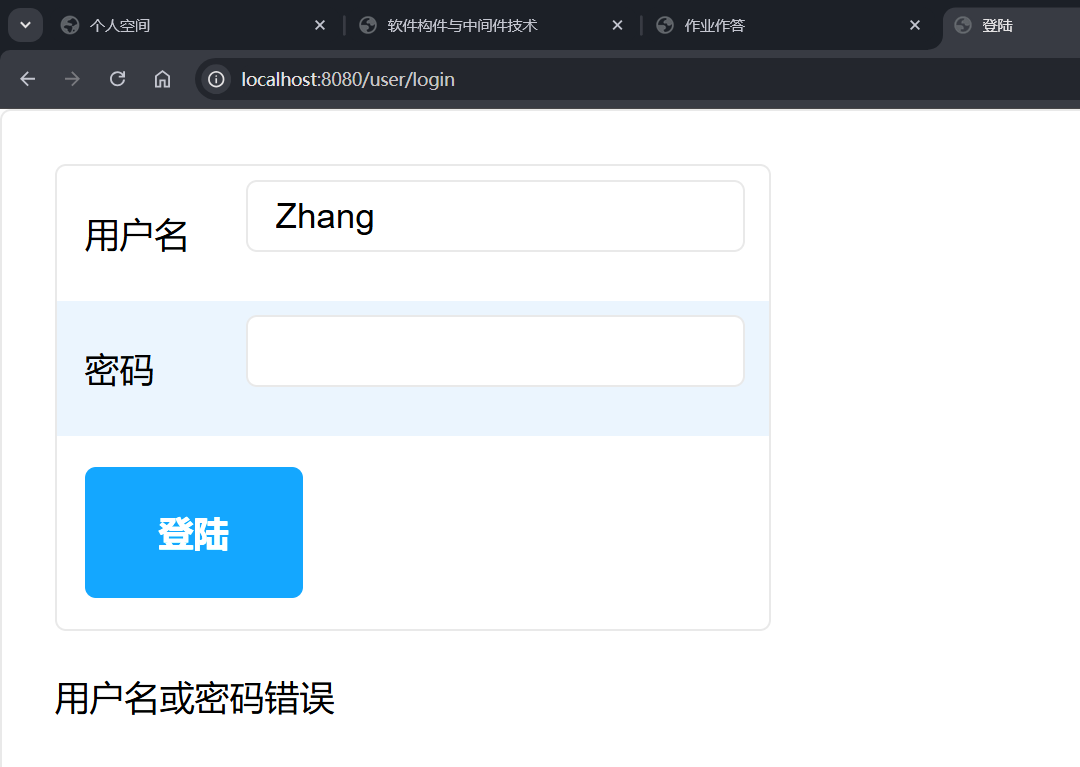 个人空间
软件构件与中间件技术
作业作答
登陆
localhost:8080/user/login
用户名 Zhang
密码
登陆
用户名或密码错误